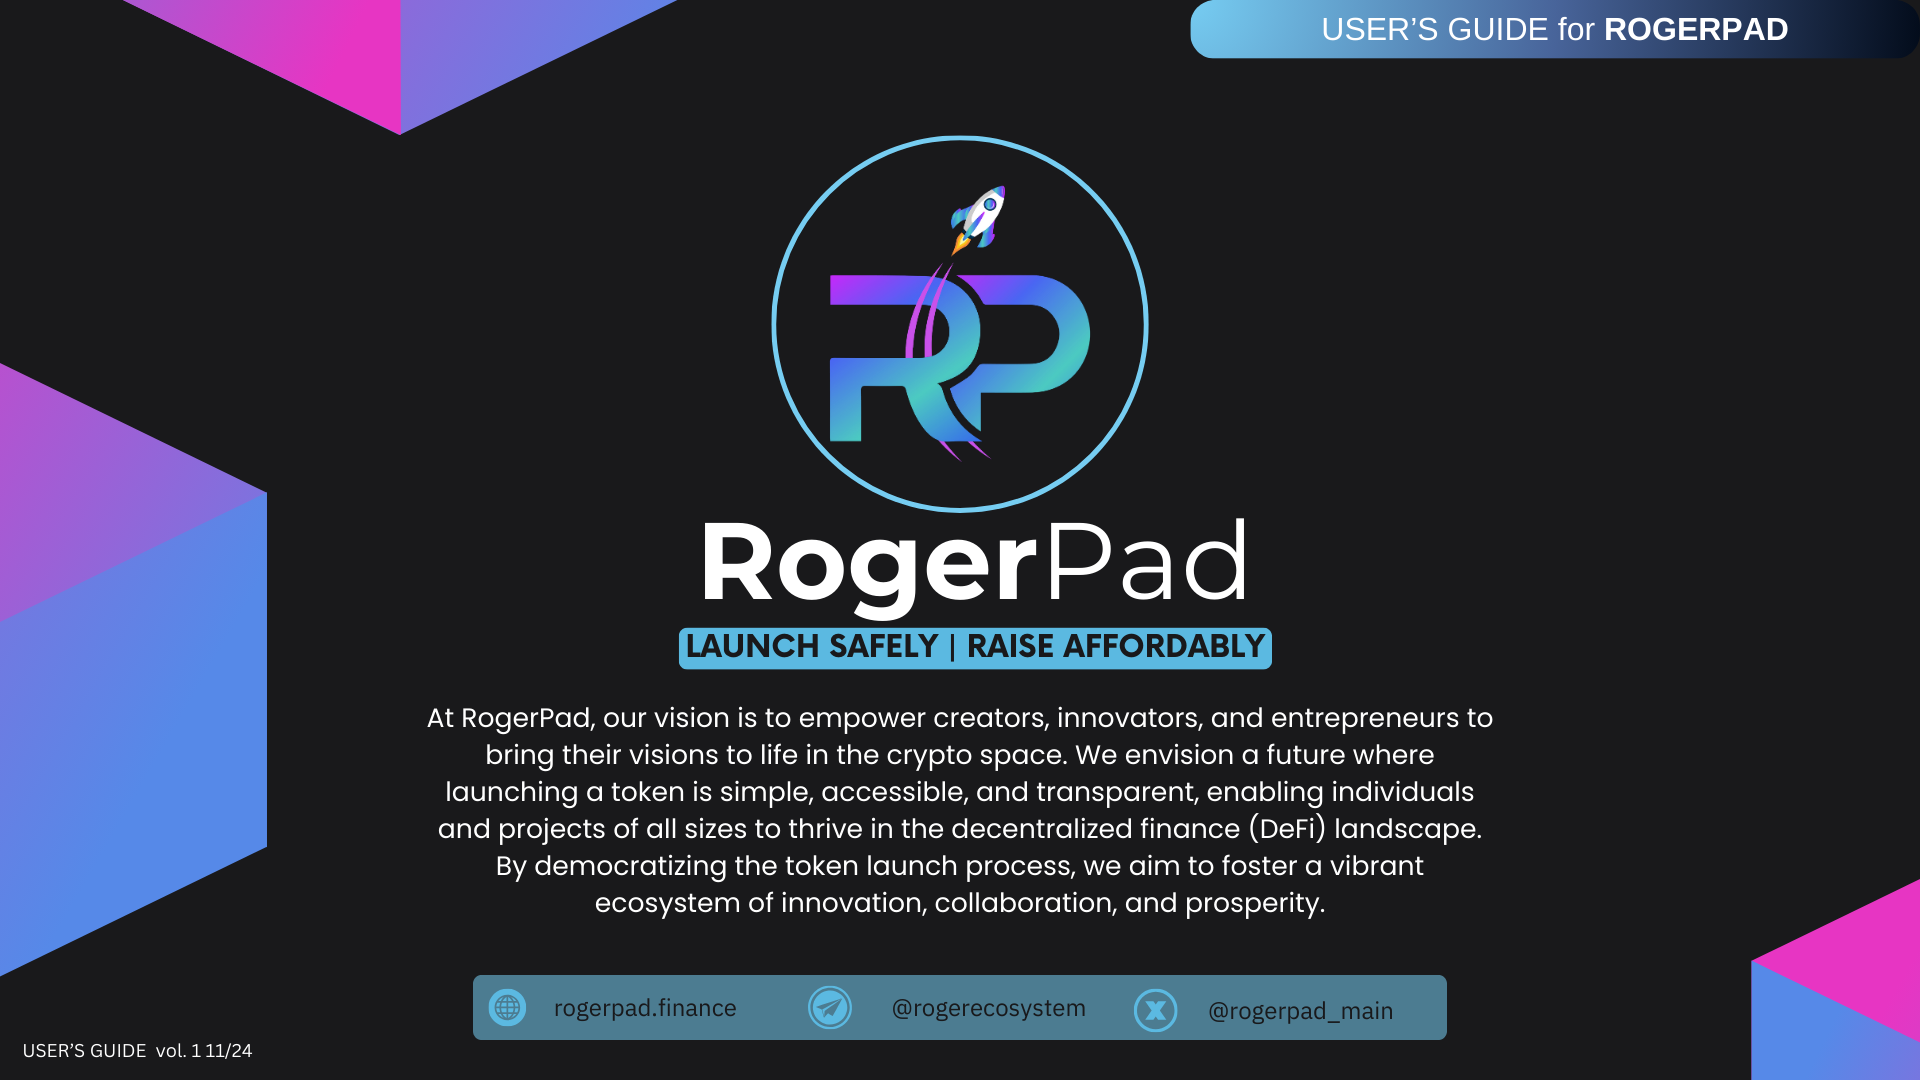 USER’S GUIDE for ROGERPAD
RP
RogerPad
LAUNCH SAFELY | RAISE AFFORDABLY
At RogerPad, our vision is to empower creators, innovators, and entrepreneurs to
bring their visions to life in the crypto space. We envision a future where
launching a token is simple, accessible, and transparent, enabling individuals
and projects of all sizes to thrive in the decentralized finance (DeFi) landscape.
By democratizing the token launch process, we aim to foster a vibrant
ecosystem of innovation, collaboration, and prosperity.
rogerpad.finance @rogerecosystem X @rogerpad_main
USER’S GUIDE vol. 1 11/24